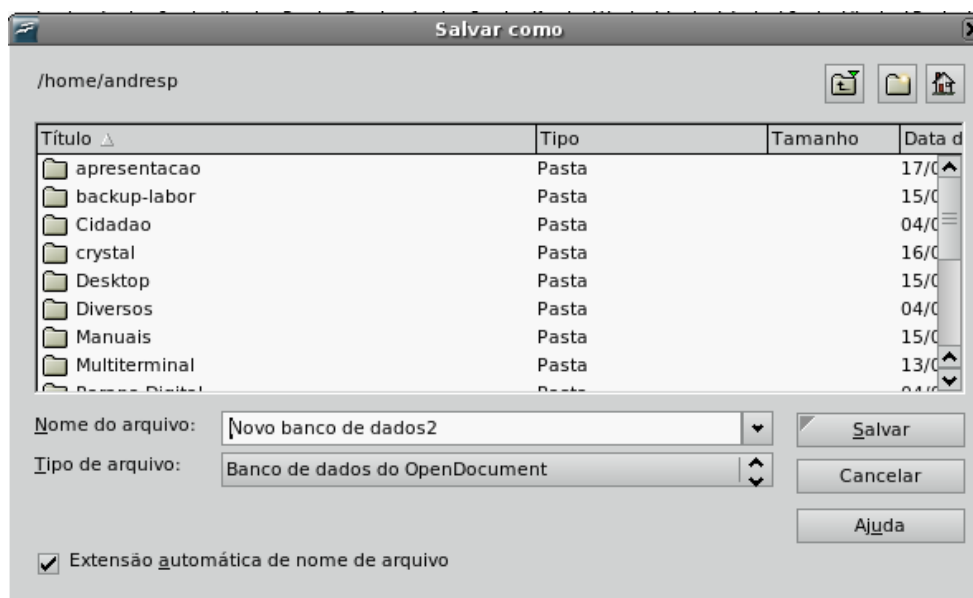 Salvar como
/home/andresp
Título Tipo Tamanho Data d
apresentacao Pasta 17/0
backup-labor Pasta 15/0
Cidadao Pasta 04/0
crystal Pasta 16/0
Desktop Pasta 15/0
Diversos Pasta 04/0
Manuais Pasta 15/0
Multiterminal Pasta 13/0
Nome do arquivo: Novo banco de dados2 Salvar
Tipo de arquivo: Banco de dados do OpenDocument
Cancelar
Ajuda
Extensão automática de nome de arquivo